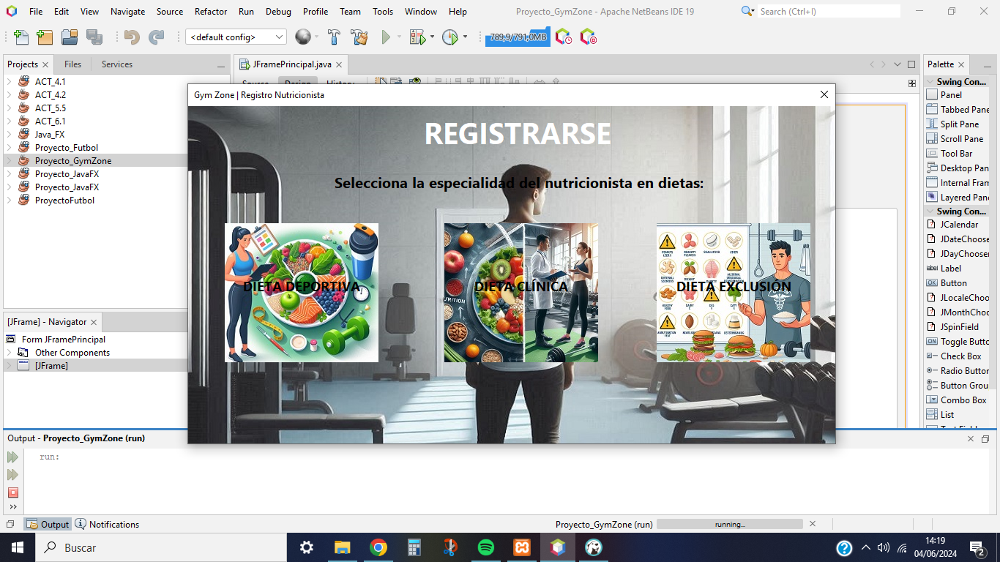 File Edit View Navigate Source Refactor Run Debug Profile Team Tools Window Help
Proyecto_GymZone - Apache NetBeans IDE 19
Search (Ctrl+I)
<default config>
789,9/791,0MB
Projects Files Services
JFramePrincipal.java
Source Design History
Palette
ACT_4.1
ACT_4.2
ACT_5.5
ACT_6.1
Java_FX
Proyecto_Futbol
Proyecto_GymZone
Proyecto_JavaFX
Proyecto_JavaFX
ProyectoFutbol
[JFrame] - Navigator
Form JFramePrincipal
Other Components
[JFrame]
Gym Zone | Registro Nutricionista
REGISTRARSE
Selecciona la especialidad del nutricionista en dietas:
DIETA DEPORTIVA
DIETA CLÍNICA
DIETA EXCLUSIÓN
Swing Con...
Panel
Tabbed Pane
Split Pane
Scroll Pane
Tool Bar
Desktop Pan
Internal Fram
Layered Pan
Swing Con...
JCalendar
JDateChoose
JDayChooser
Label
Button
JLocaleChoo
JMonthChoo
JSpinField
Toggle Butto
Check Box
Radio Button
Button Grou
Combo Box
List
Output - Proyecto_GymZone (run)
run:
Output Notifications
Proyecto_GymZone (run)
running...
Buscar
14:19
04/06/2024
2